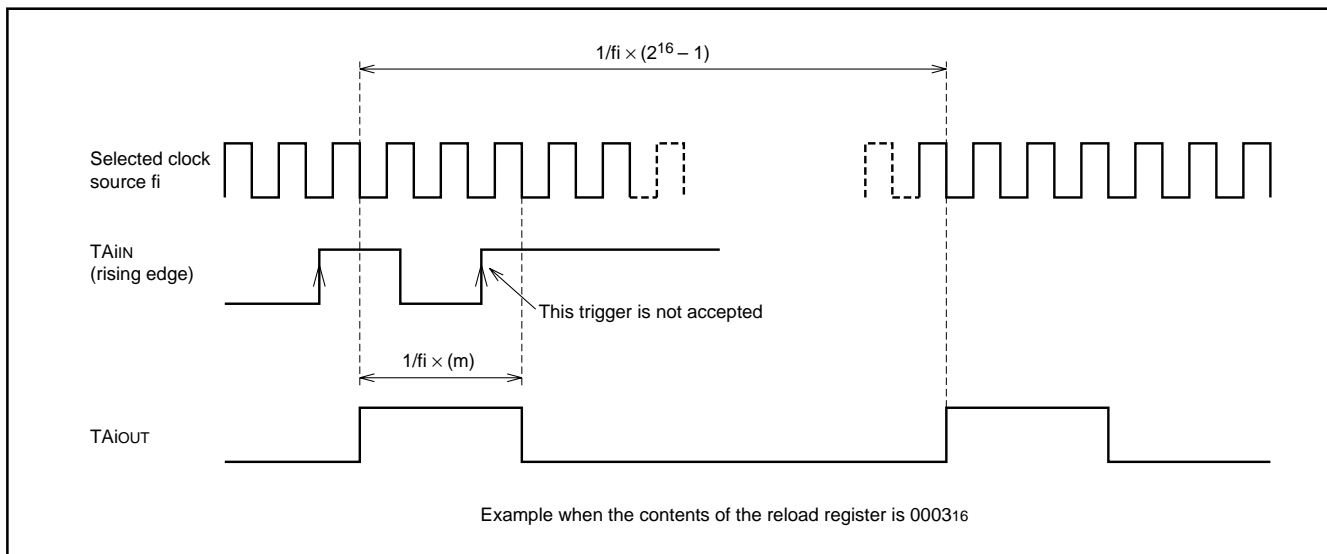 1/fi × (2¹⁶ – 1)
Selected clock
source fi
TAiIN
(rising edge)
This trigger is not accepted
1/fi × (m)
TAiOUT
Example when the contents of the reload register is 0003₁₆